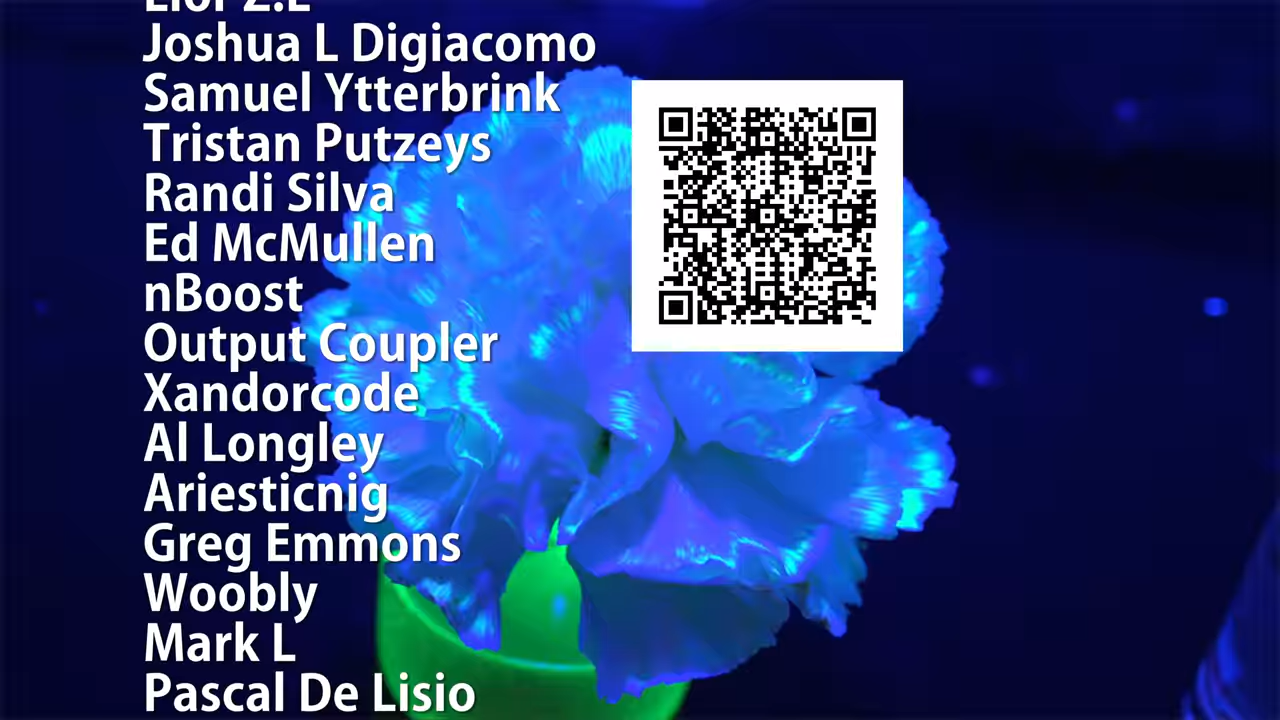 Joshua L Digiacomo
Samuel Ytterbrink
Tristan Putzeys
Randi Silva
Ed McMullen
nBoost
Output Coupler
Xandorcode
Al Longley
Ariesticnig
Greg Emmons
Woobly
Mark L
Pascal De Lisio